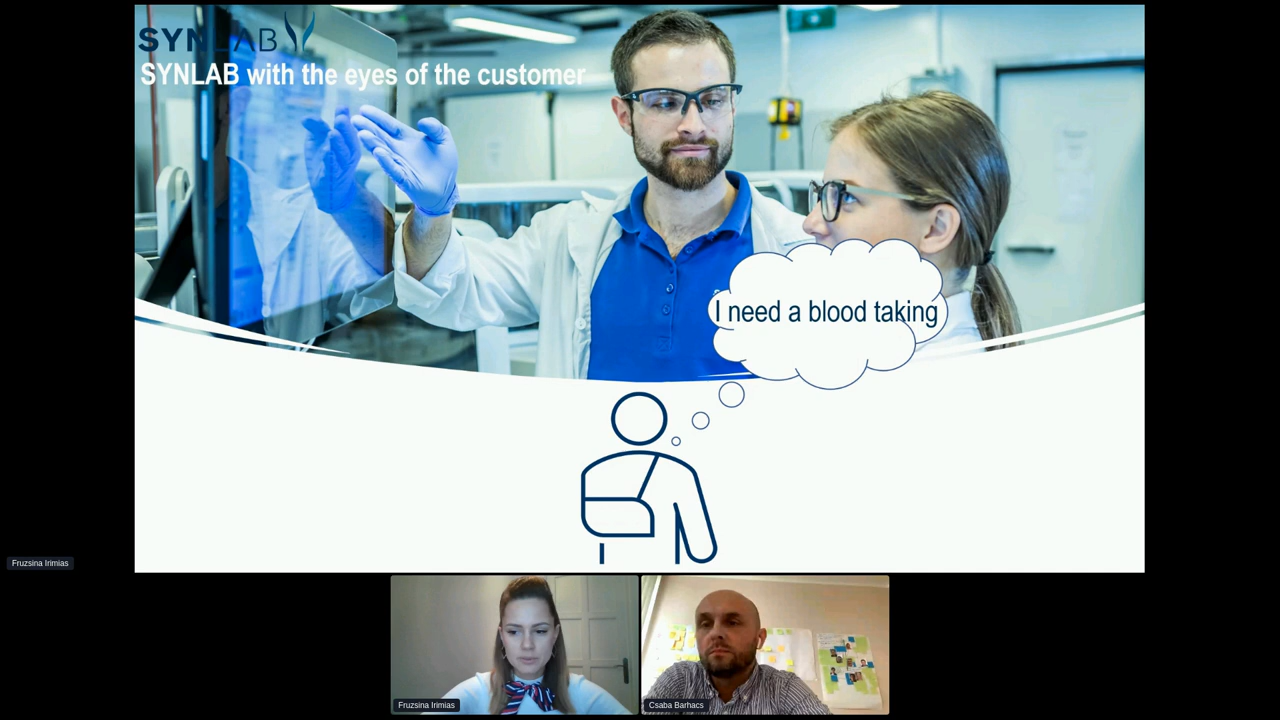 SYNLAB
SYNLAB with the eyes of the customer
I need a blood taking
Fruzsina Irimias
Fruzsina Irimias
Csaba Barhacs